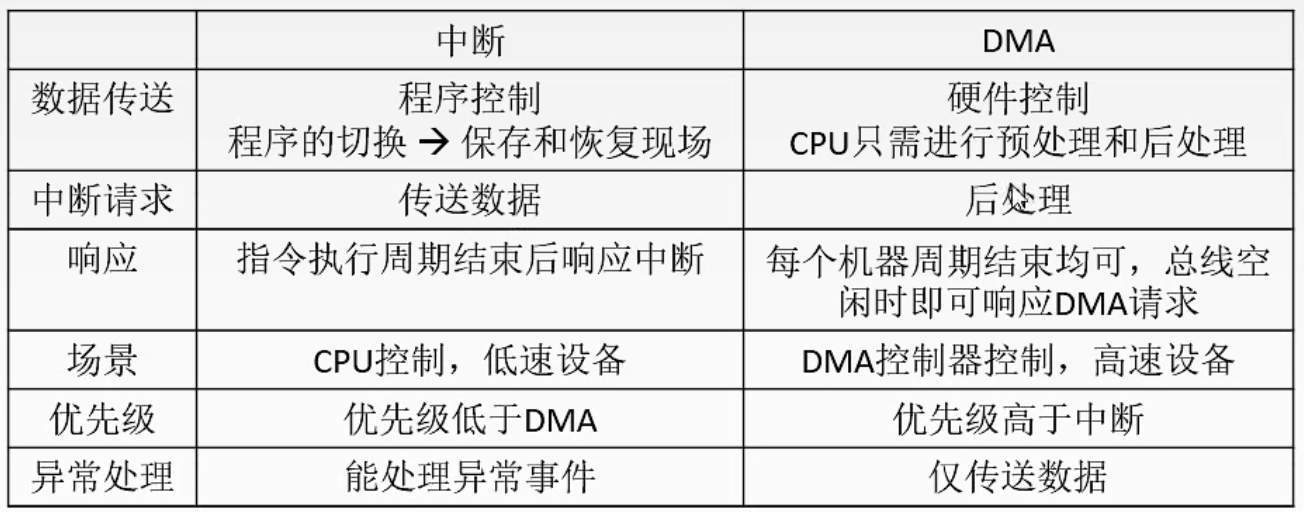 中断
DMA
数据传送
程序控制
程序的切换 → 保存和恢复现场
硬件控制
CPU只需进行预处理和后处理
中断请求
传送数据
后处理
响应
指令执行周期结束后响应中断
每个机器周期结束均可，总线空
闲时即可响应DMA请求
场景
CPU控制，低速设备
DMA控制器控制，高速设备
优先级
优先级低于DMA
优先级高于中断
异常处理
能处理异常事件
仅传送数据